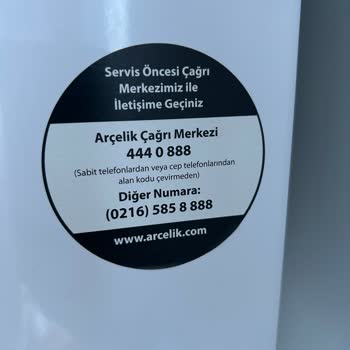 Servis Öncesi Çağrı
Merkezimiz ile
İletişime Geçiniz
Arçelik Çağrı Merkezi
444 0 888
(Sabit telefonlardan veya cep telefonlarından
alan kodu çevirmeden)
Diğer Numara:
(0216) 585 8 888
www.arcelik.com